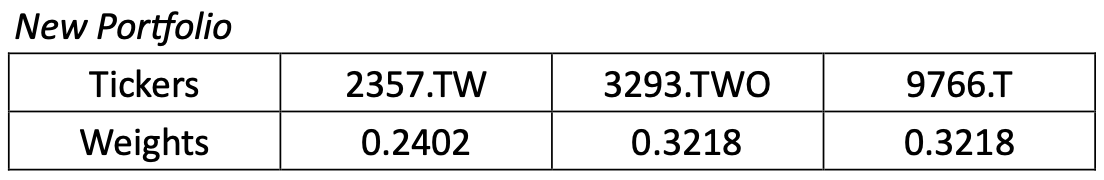 New Portfolio
Tickers 2357.TW 3293.TWO 9766.T
Weights 0.2402 0.3218 0.3218